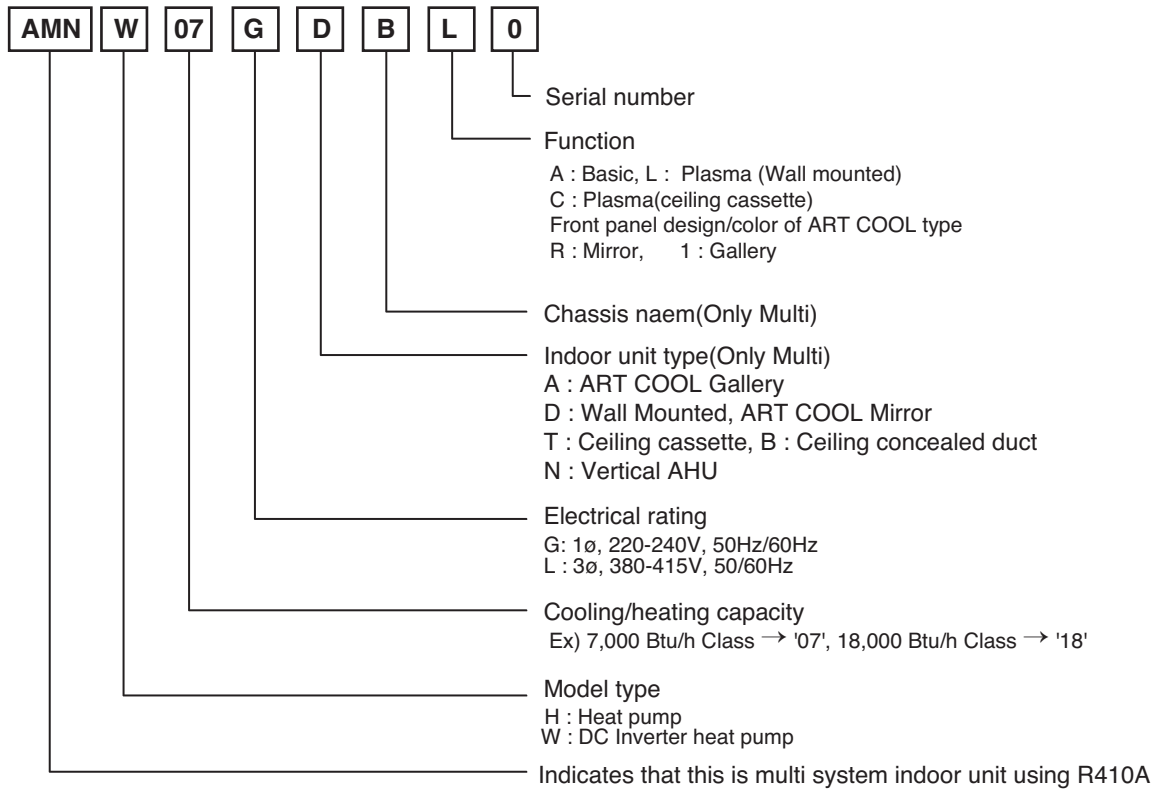 AMN W 07 G D B L 0
Serial number
Function
A : Basic, L : Plasma (Wall mounted)
C : Plasma(ceiling cassette)
Front panel design/color of ART COOL type
R : Mirror, 1 : Gallery
Chassis naem(Only Multi)
Indoor unit type(Only Multi)
A : ART COOL Gallery
D : Wall Mounted, ART COOL Mirror
T : Ceiling cassette, B : Ceiling concealed duct
N : Vertical AHU
Electrical rating
G: 1ø, 220-240V, 50Hz/60Hz
L : 3ø, 380-415V, 50/60Hz
Cooling/heating capacity
Ex) 7,000 Btu/h Class → '07', 18,000 Btu/h Class → '18'
Model type
H : Heat pump
W : DC Inverter heat pump
Indicates that this is multi system indoor unit using R410A